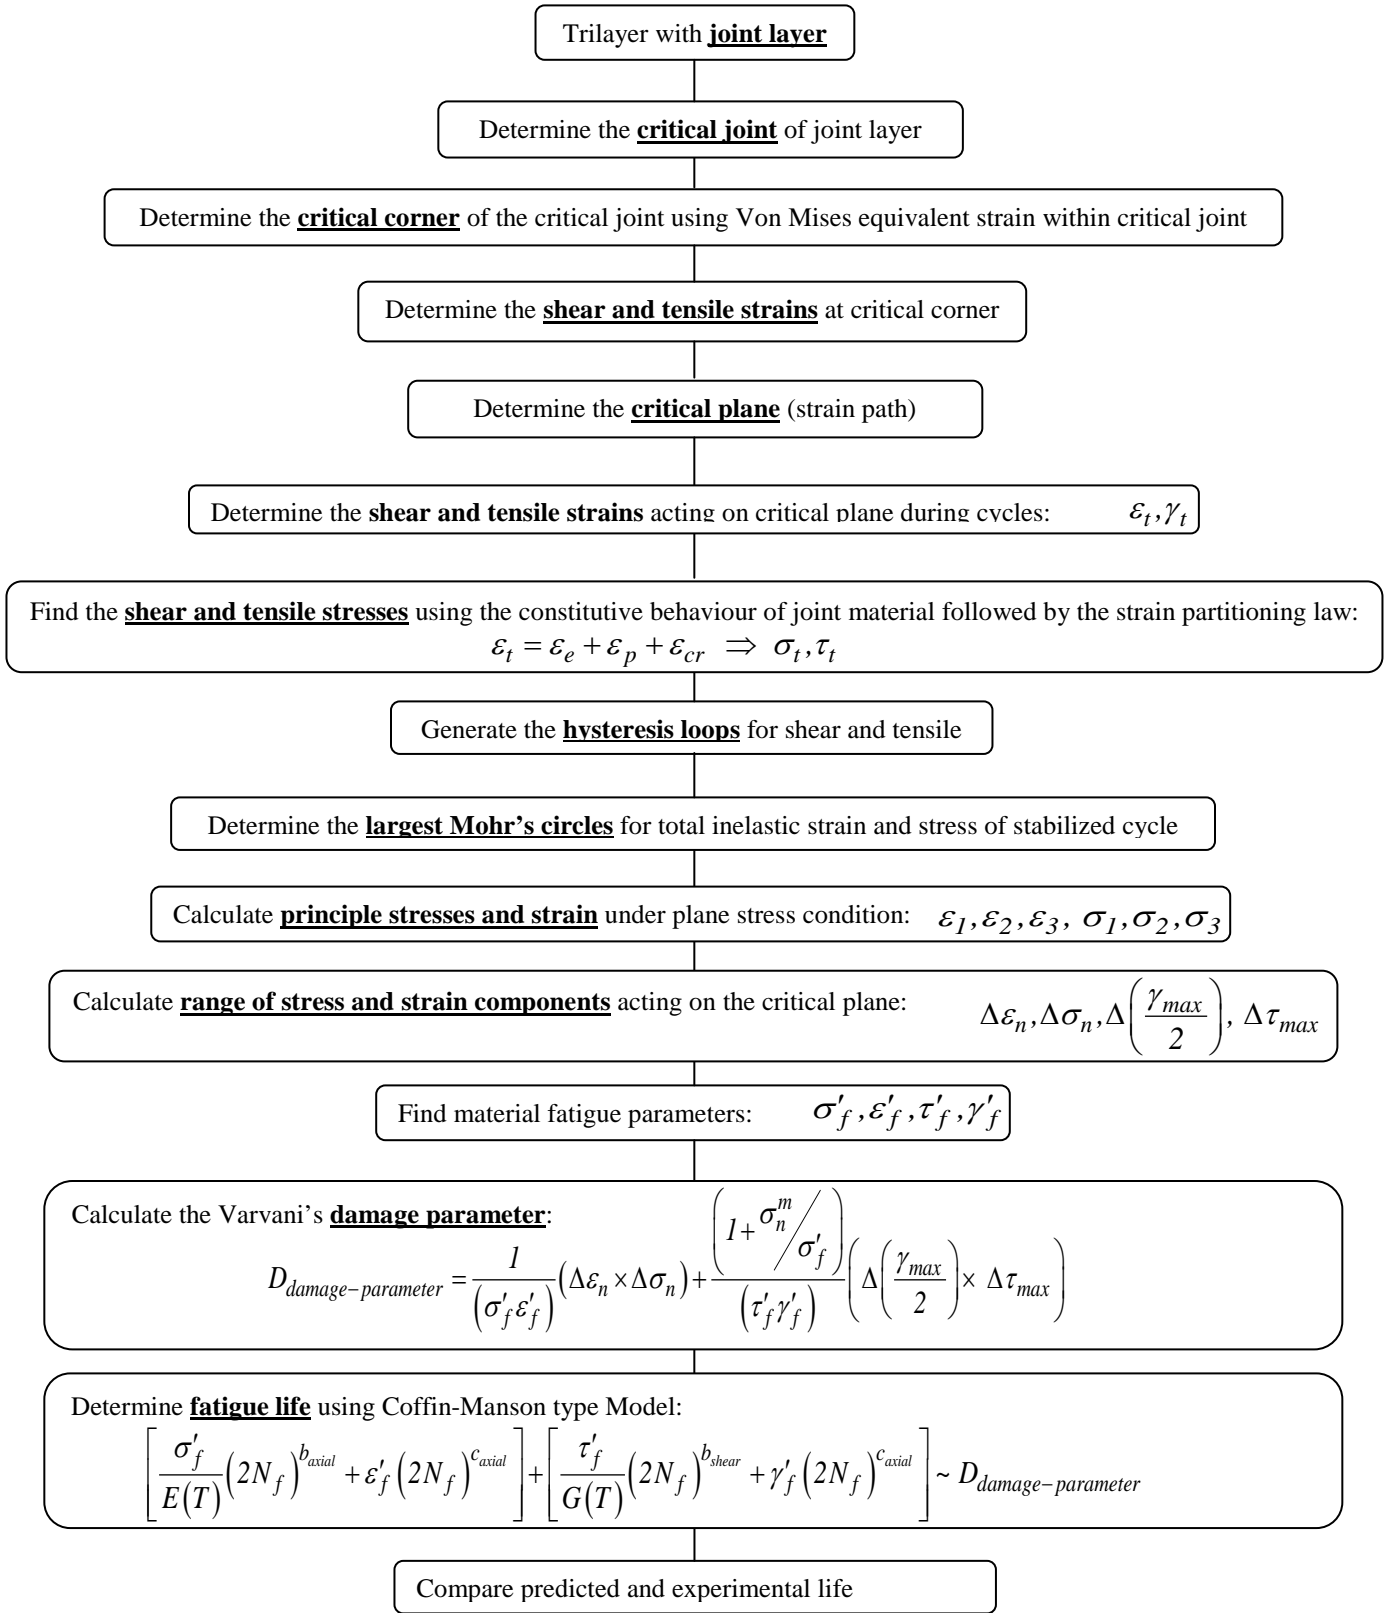 Trilayer with joint layer
Determine the critical joint of joint layer
Determine the critical corner of the critical joint using Von Mises equivalent strain within critical joint
Determine the shear and tensile strains at critical corner
Determine the critical plane (strain path)
Determine the shear and tensile strains acting on critical plane during cycles: ε_t, γ_t
Find the shear and tensile stresses using the constitutive behaviour of joint material followed by the strain partitioning law:
ε_t = ε_e + ε_p + ε_cr ⇒ σ_t, τ_t
Generate the hysteresis loops for shear and tensile
Determine the largest Mohr's circles for total inelastic strain and stress of stabilized cycle
Calculate principle stresses and strain under plane stress condition: ε_1, ε_2, ε_3, σ_1, σ_2, σ_3
Calculate range of stress and strain components acting on the critical plane: Δε_n, Δσ_n, Δ(γ_max/2), Δτ_max
Find material fatigue parameters: σ'_f, ε'_f, τ'_f, γ'_f
Calculate the Varvani's damage parameter:
D_damage-parameter = 1/(σ'_f ε'_f) (Δε_n × Δσ_n) + (1 + σ_n^m/σ'_f)/(τ'_f γ'_f) (Δ(γ_max/2) × Δτ_max)
Determine fatigue life using Coffin-Manson type Model:
[σ'_f/E(T) (2N_f)^b_axial + ε'_f (2N_f)^c_axial] + [τ'_f/G(T) (2N_f)^b_shear + γ'_f (2N_f)^c_axial] ~ D_damage-parameter
Compare predicted and experimental life